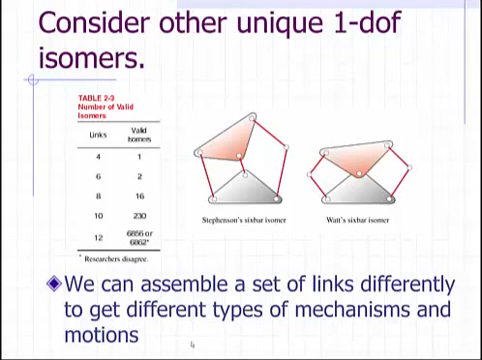 Consider other unique 1-dof
isomers.
TABLE 2-3
Number of Valid
Isomers
Links Valid Isomers
4 1
6 2
8 16
10 230
12 6856 or 6862*
* Researchers disagree.
Stephenson's sixbar isomer
Watt's sixbar isomer
We can assemble a set of links differently
to get different types of mechanisms and
motions